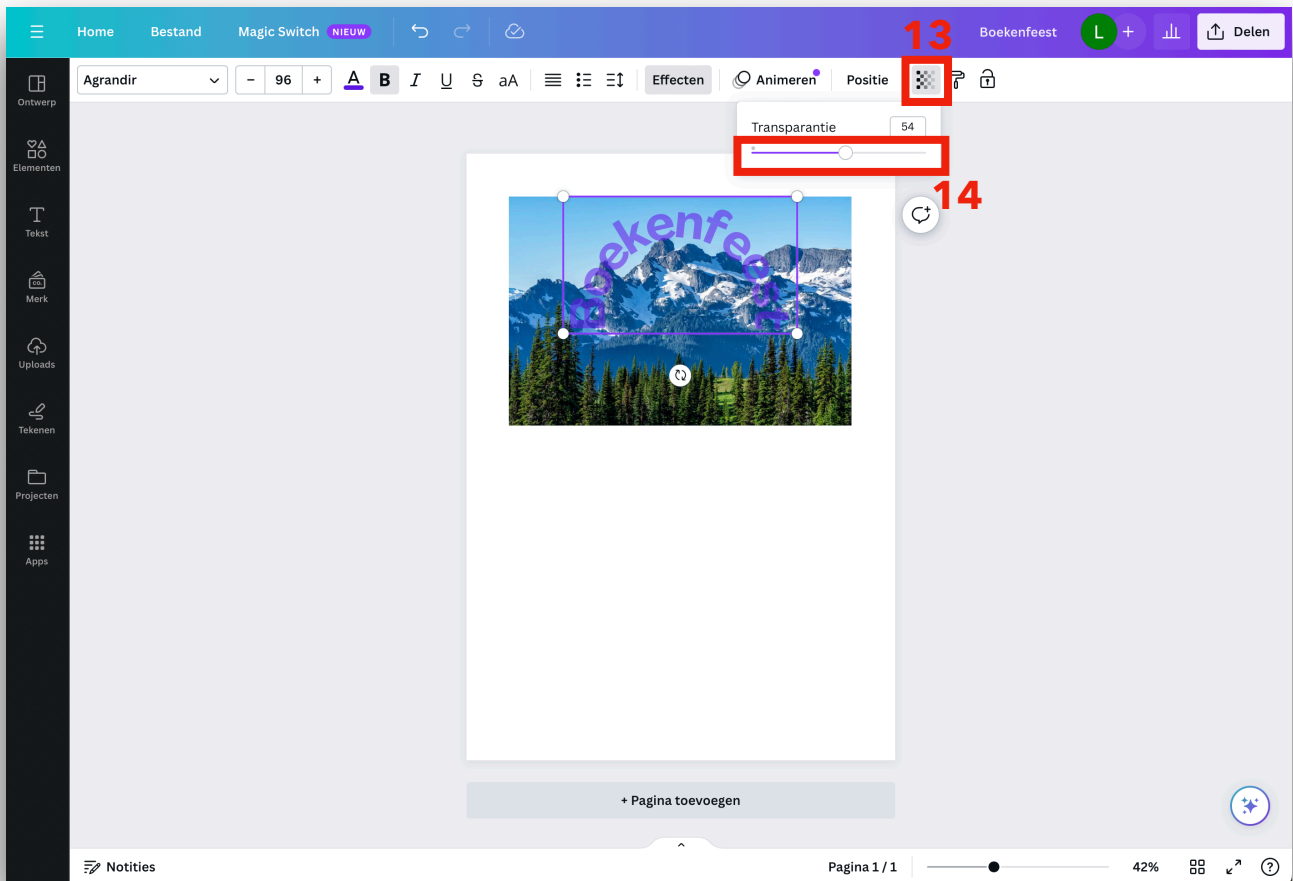 13
Home Bestand Magic Switch NIEUW Boekenfeest L + Delen
Agrandir - 96 + A B I U S aA Effecten Animeren Positie
Ontwerp
Transparantie 54
Elementen
14
Tekst
Boekenfeest
CO.
Merk
Uploads
Tekenen
Projecten
Apps
+ Pagina toevoegen
Notities Pagina 1 / 1 42% ?